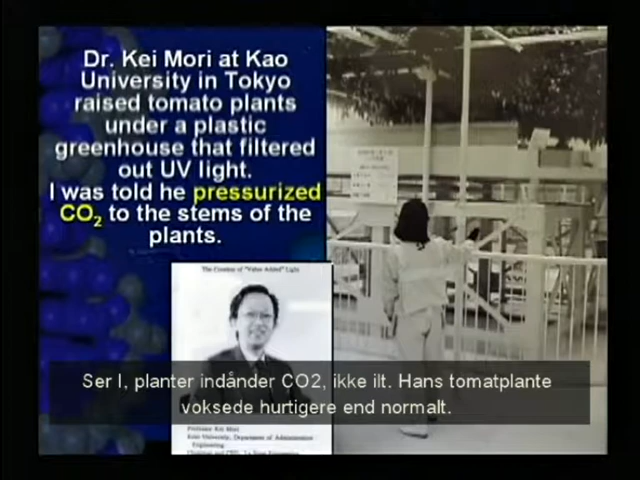 Dr. Kei Mori at Kao
University in Tokyo
raised tomato plants
under a plastic
greenhouse that filtered
out UV light.
I was told he pressurized
CO2 to the stems of the
plants.
The Creation of "Value Added" Light
Ser I, planter indånder CO2, ikke ilt. Hans tomatplante
voksede hurtigere end normalt.
Professor Kei Mori
Keio University, Department of Administration
Engineering
Chairman and CEO,